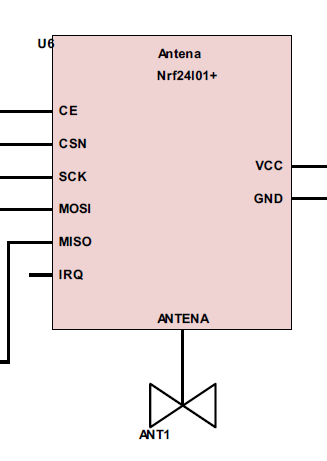 U6
Antena
Nrf24l01+
CE
CSN
SCK
MOSI
MISO
IRQ
VCC
GND
ANTENA
ANT1